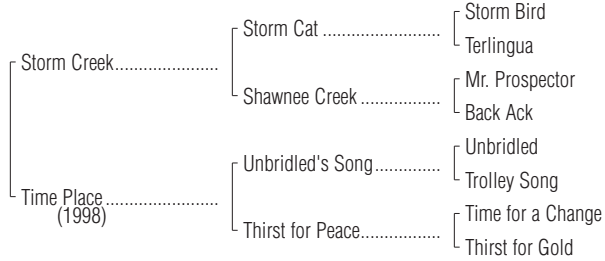 Storm Bird
Storm Cat ........................
Terlingua
Storm Creek.....................
Mr. Prospector
Shawnee Creek ................
Back Ack
Unbridled
Unbridled's Song.............
Trolley Song
Time Place .......................
(1998)
Time for a Change
Thirst for Peace................
Thirst for Gold